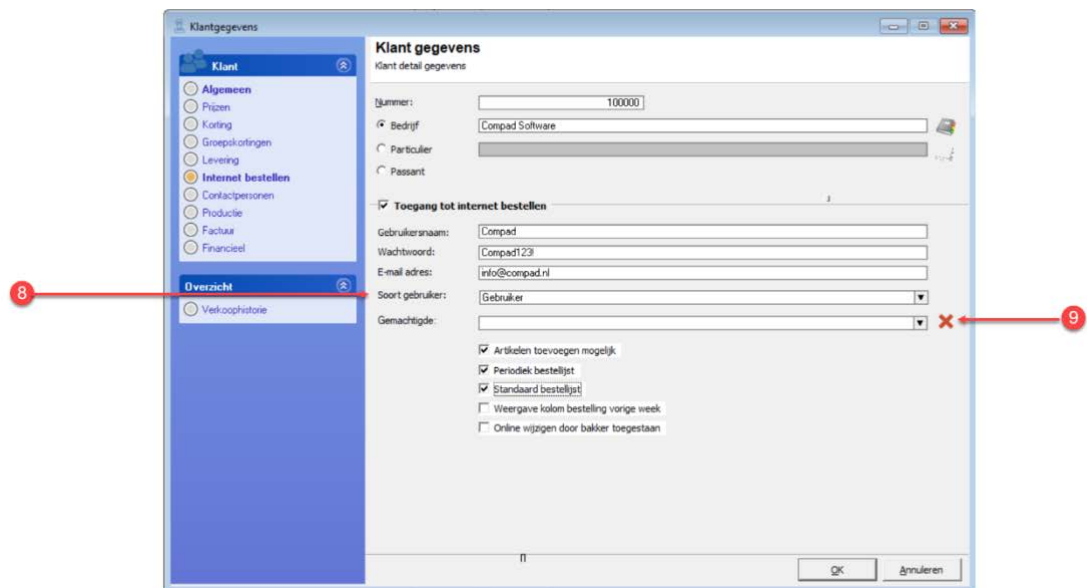 Klantgegevens
Klant
Algemeen
Prijzen
Korting
Groepskortingen
Levering
Internet bestellen
Contactpersonen
Productie
Factuur
Financieel
Overzicht
Verkoophistorie
Klant gegevens
Klant detail gegevens
Nummer: 100000
Bedrijf Compad Software
Particulier
Passant
Toegang tot internet bestellen
Gebruikersnaam: Compad
Wachtwoord: Compad123!
E-mail adres: info@compad.nl
8 Soort gebruiker: Gebruiker
Gemachtigde: 9
Artikelen toevoegen mogelijk
Periodiek bestellijst
Standaard bestellijst
Weergave kolom bestelling vorige week
Online wijzigen door bakker toegestaan
OK Annuleren